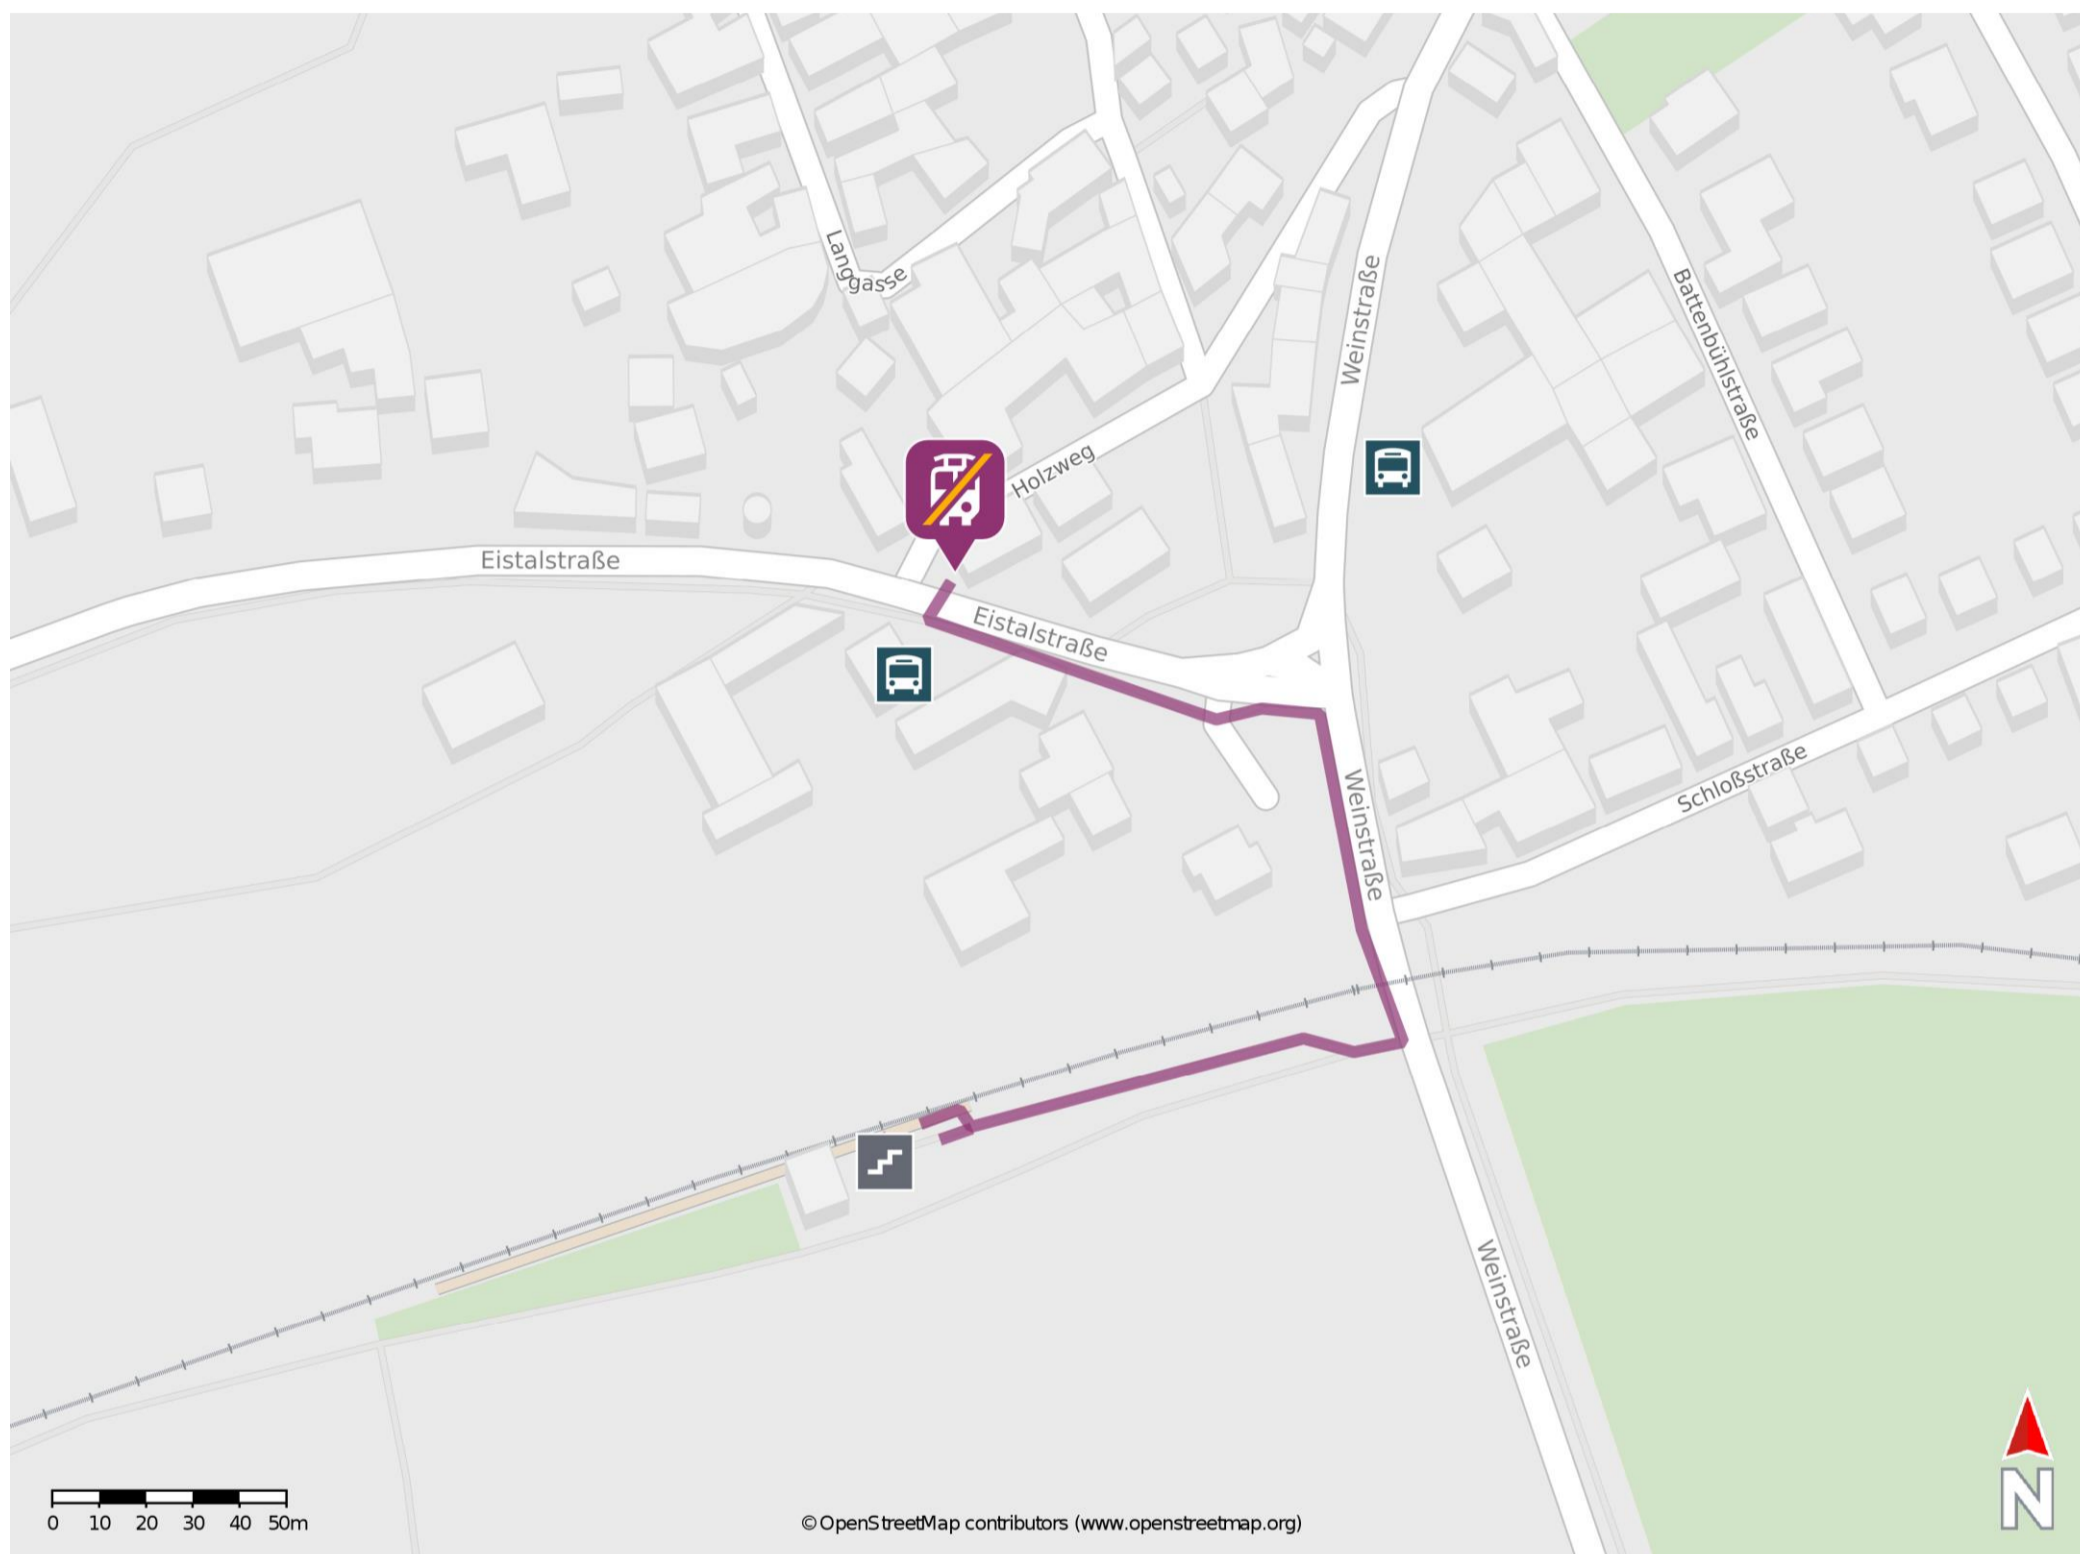 Langgasse
Weinstraße
Battenbühlstraße
Holzweg
Eistalstraße
Eistalstraße
Weinstraße
Schloßstraße
Weinstraße
N
0 10 20 30 40 50m
© OpenStreetMap contributors (www.openstreetmap.org)